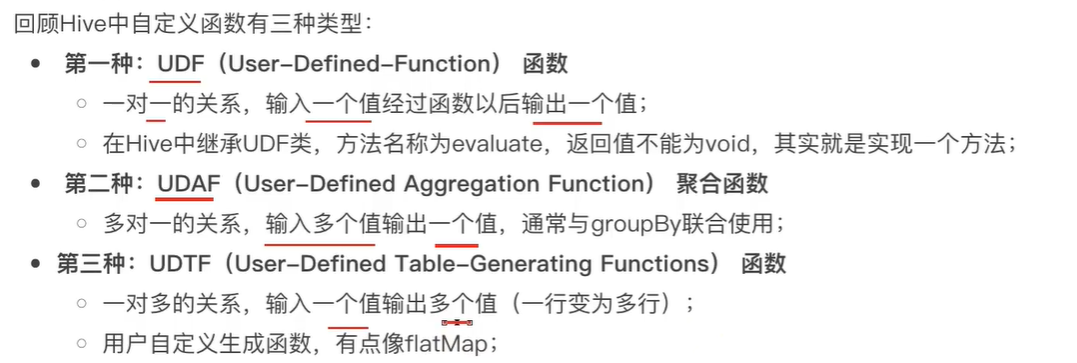 回顾Hive中自定义函数有三种类型：
• 第一种：UDF（User-Defined-Function） 函数
○ 一对一的关系，输入一个值经过函数以后输出一个值；
○ 在Hive中继承UDF类，方法名称为evaluate，返回值不能为void，其实就是实现一个方法；
• 第二种：UDAF（User-Defined Aggregation Function） 聚合函数
○ 多对一的关系，输入多个值输出一个值，通常与groupBy联合使用；
• 第三种：UDTF（User-Defined Table-Generating Functions） 函数
○ 一对多的关系，输入一个值输出多个值（一行变为多行）；
○ 用户自定义生成函数，有点像flatMap；